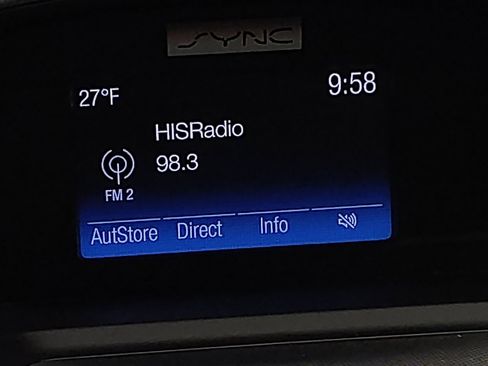 SYNC
27°F
9:58
HISRadio
98.3
FM 2
AutStore Direct Info